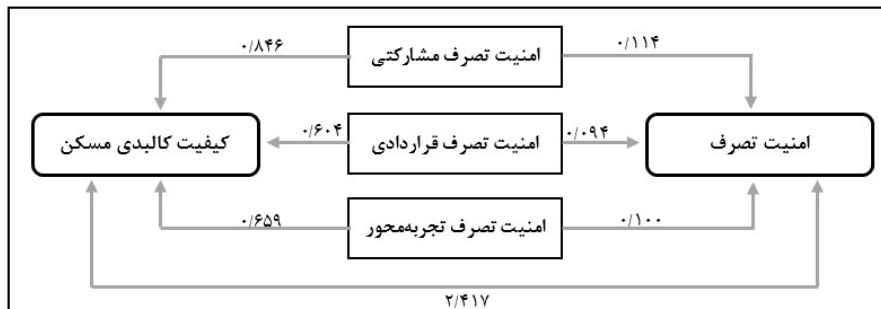 ۰/۱۱۴
امنیت تصرف مشارکتی
۰/۸۴۶
امنیت تصرف
۰/۰۹۴
امنیت تصرف قراردادی
۰/۶۰۴
کیفیت کالبدی مسکن
۰/۱۰۰
امنیت تصرف تجربه‌محور
۰/۶۵۹
۲/۴۱۷